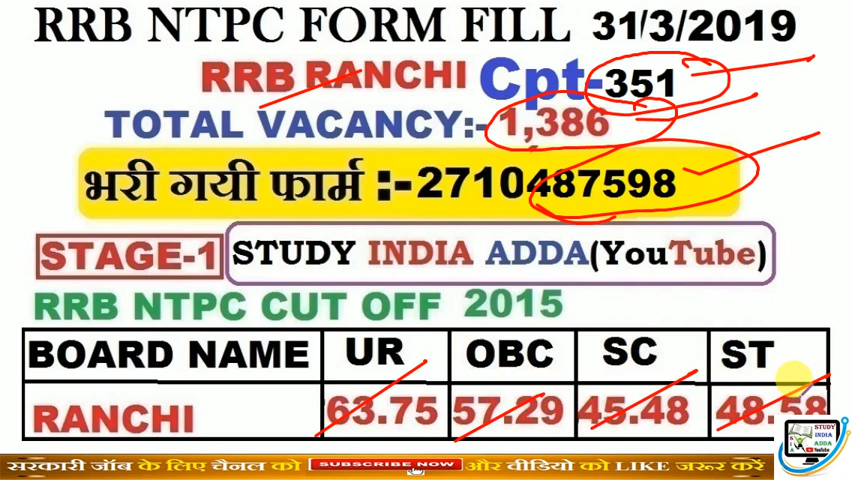 RRB NTPC FORM FILL 31/3/2019
RRB RANCHI Cpt-351
TOTAL VACANCY:- 1,386
भरी गयी फार्म :-2710487598
STAGE-1 STUDY INDIA ADDA(YouTube)
RRB NTPC CUT OFF 2015
BOARD NAME UR OBC SC ST
RANCHI 63.75 57.29 45.48 48.58
STUDY
INDIA
ADDA
YouTube
सरकारी जॉब के लिए चैनल को SUBSCRIBE NOW और वीडियो को LIKE जरूर करें